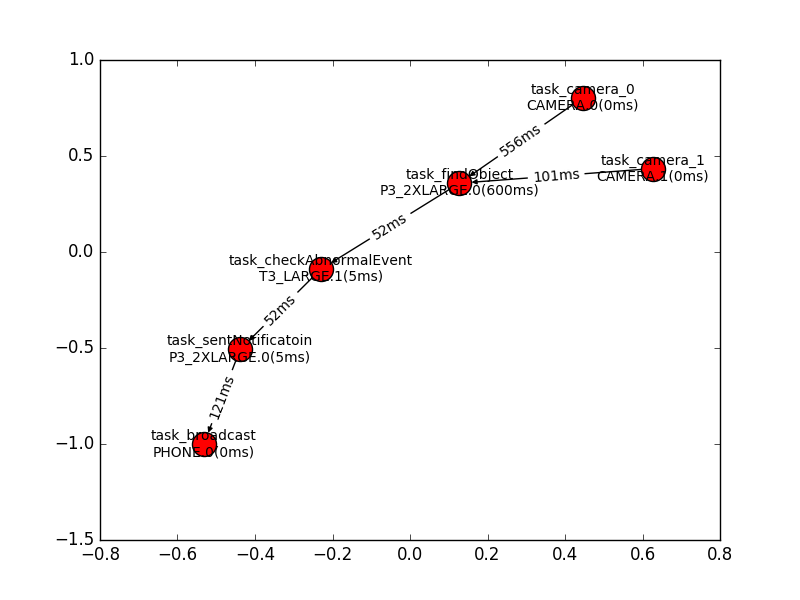 1.0
0.5
0.0
−0.5
−1.0
−1.5
task_camera_0
CAMERA.0(0ms)
556ms
task_camera_1
CAMERA.1(0ms)
101ms
task_findObject
P3_2XLARGE.0(600ms)
52ms
task_checkAbnormalEvent
T3_LARGE.1(5ms)
52ms
task_sentNotificatoin
P3_2XLARGE.0(5ms)
121ms
task_broadcast
PHONE.0(0ms)
−0.8
−0.6
−0.4
−0.2
0.0
0.2
0.4
0.6
0.8